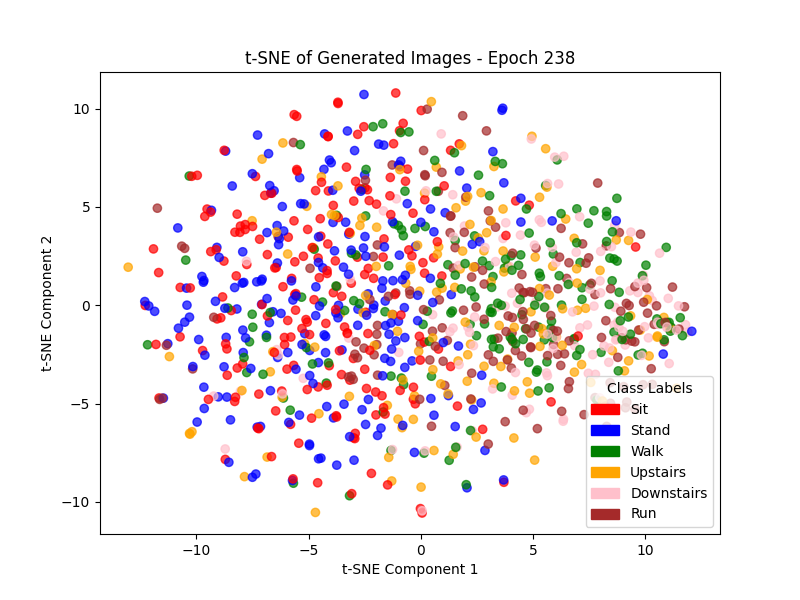 t-SNE of Generated Images - Epoch 238
t-SNE Component 2
10
5
0
−5
−10
Class Labels
Sit
Stand
Walk
Upstairs
Downstairs
Run
−10
−5
0
5
10
t-SNE Component 1